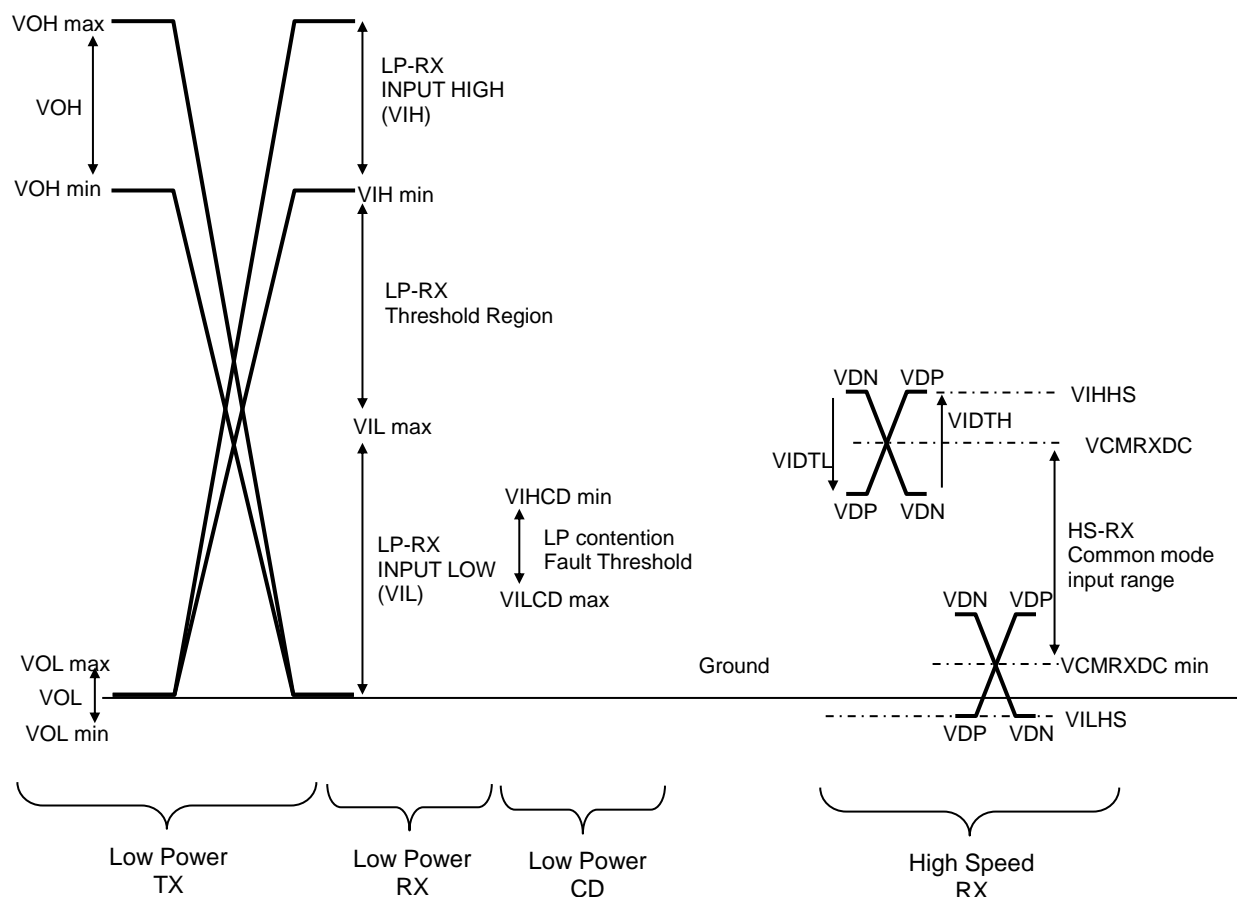 VOH max
VOH
VOH min
LP-RX
INPUT HIGH
(VIH)
VIH min
LP-RX
Threshold Region
VIL max
LP-RX
INPUT LOW
(VIL)
VOL max
VOL
VOL min
VIHCD min
LP contention
Fault Threshold
VILCD max
Ground
VDN
VDP
VIHHS
VIDTH
VCMRXDC
VIDTL
VDP
VDN
HS-RX
Common mode
input range
VDN
VDP
VCMRXDC min
VILHS
VDP
VDN
Low Power
TX
Low Power
RX
Low Power
CD
High Speed
RX